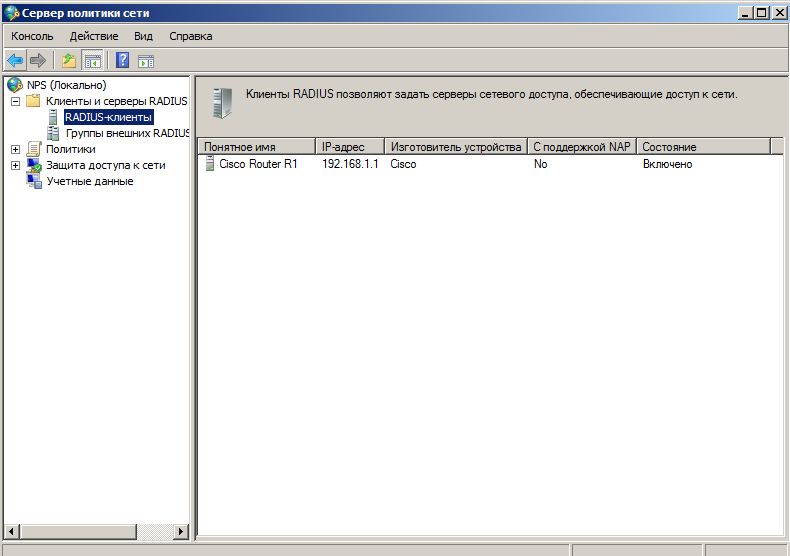 Сервер политики сети
Консоль Действие Вид Справка
NPS (Локально)
Клиенты и серверы RADIUS
RADIUS-клиенты
Группы внешних RADIUS
Политики
Защита доступа к сети
Учетные данные
Клиенты RADIUS позволяют задать серверы сетевого доступа, обеспечивающие доступ к сети.
Понятное имя IP-адрес Изготовитель устройства С поддержкой NAP Состояние
Cisco Router R1 192.168.1.1 Cisco No Включено